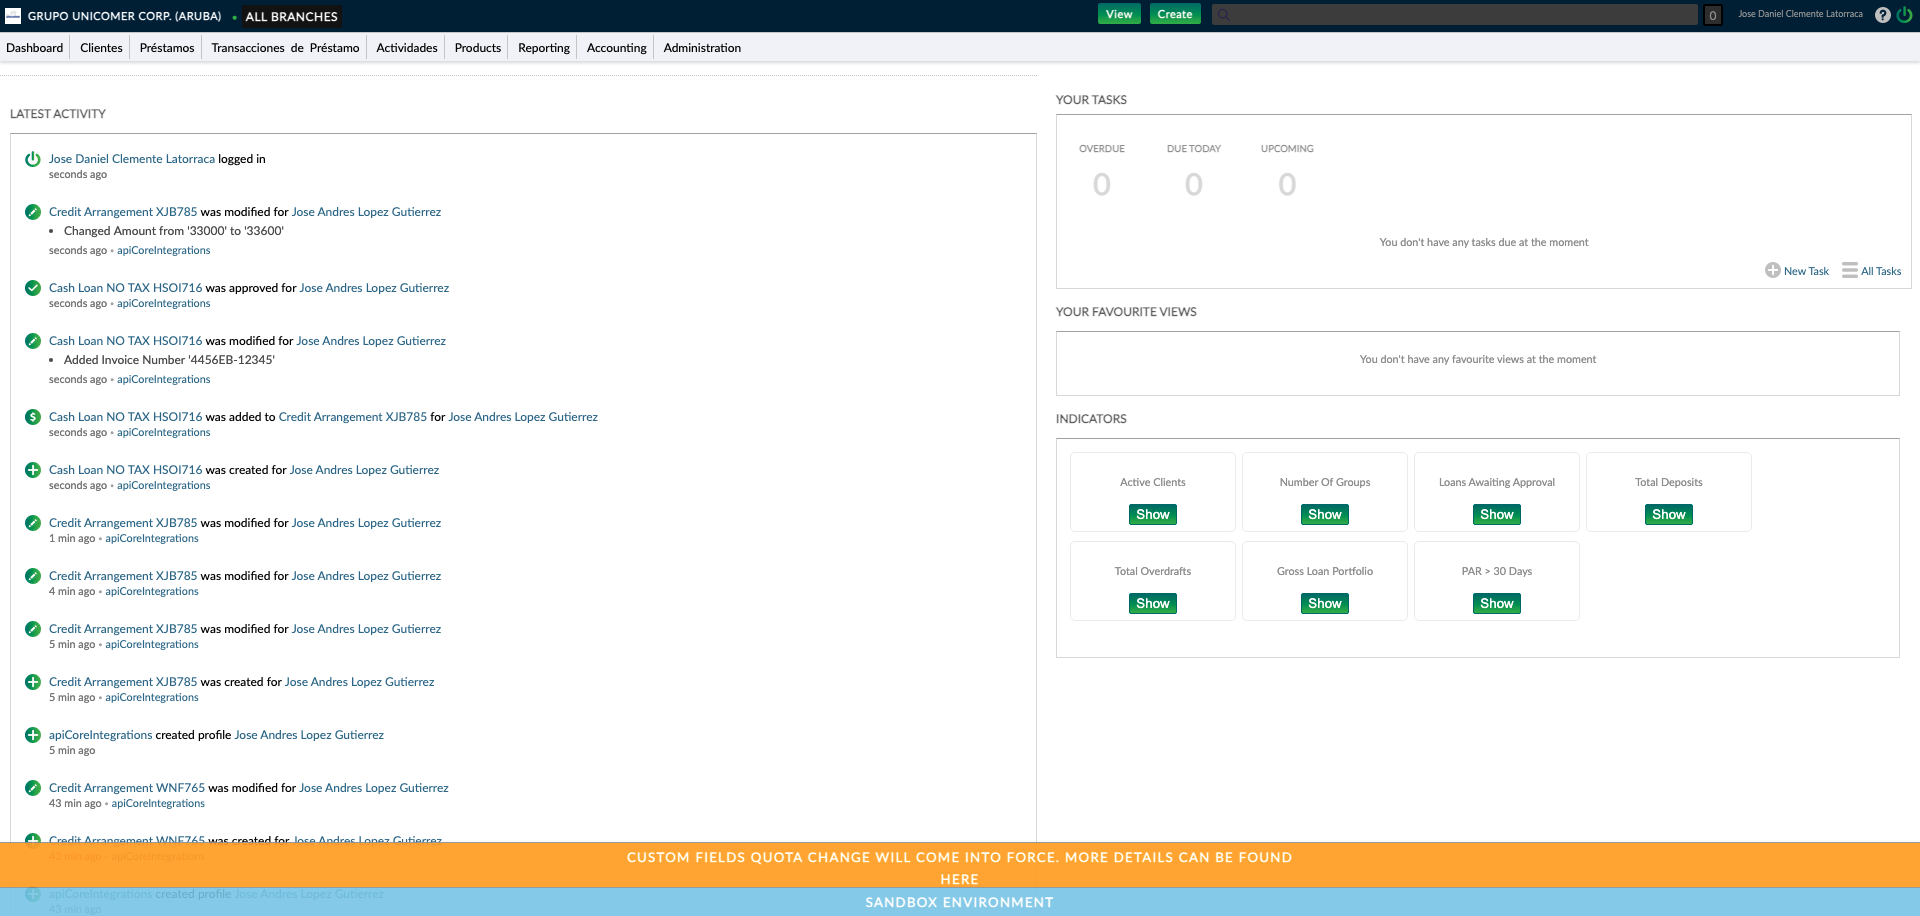 GRUPO UNICOMER CORP. (ARUBA) • ALL BRANCHES
View Create 0 Jose Daniel Clemente Latorraca ?
Dashboard Clientes Préstamos Transacciones de Préstamo Actividades Products Reporting Accounting Administration
LATEST ACTIVITY
Jose Daniel Clemente Latorraca logged in
seconds ago
Credit Arrangement XJB785 was modified for Jose Andres Lopez Gutierrez
• Changed Amount from '33000' to '33600'
seconds ago • apiCoreIntegrations
Cash Loan NO TAX HSOI716 was approved for Jose Andres Lopez Gutierrez
seconds ago • apiCoreIntegrations
Cash Loan NO TAX HSOI716 was modified for Jose Andres Lopez Gutierrez
• Added Invoice Number '4456EB-12345'
seconds ago • apiCoreIntegrations
Cash Loan NO TAX HSOI716 was added to Credit Arrangement XJB785 for Jose Andres Lopez Gutierrez
seconds ago • apiCoreIntegrations
Cash Loan NO TAX HSOI716 was created for Jose Andres Lopez Gutierrez
seconds ago • apiCoreIntegrations
Credit Arrangement XJB785 was modified for Jose Andres Lopez Gutierrez
1 min ago • apiCoreIntegrations
Credit Arrangement XJB785 was modified for Jose Andres Lopez Gutierrez
4 min ago • apiCoreIntegrations
Credit Arrangement XJB785 was modified for Jose Andres Lopez Gutierrez
5 min ago • apiCoreIntegrations
Credit Arrangement XJB785 was created for Jose Andres Lopez Gutierrez
5 min ago • apiCoreIntegrations
apiCoreIntegrations created profile Jose Andres Lopez Gutierrez
5 min ago
Credit Arrangement WNF765 was modified for Jose Andres Lopez Gutierrez
43 min ago • apiCoreIntegrations
Credit Arrangement WNF765 was created for Jose Andres Lopez Gutierrez
43 min ago • apiCoreIntegrations
apiCoreIntegrations created profile Jose Andres Lopez Gutierrez
43 min ago
YOUR TASKS
OVERDUE DUE TODAY UPCOMING
0 0 0
You don't have any tasks due at the moment
New Task All Tasks
YOUR FAVOURITE VIEWS
You don't have any favourite views at the moment
INDICATORS
Active Clients Number Of Groups Loans Awaiting Approval Total Deposits
Show Show Show Show
Total Overdrafts Gross Loan Portfolio PAR > 30 Days
Show Show Show
CUSTOM FIELDS QUOTA CHANGE WILL COME INTO FORCE. MORE DETAILS CAN BE FOUND
HERE
SANDBOX ENVIRONMENT